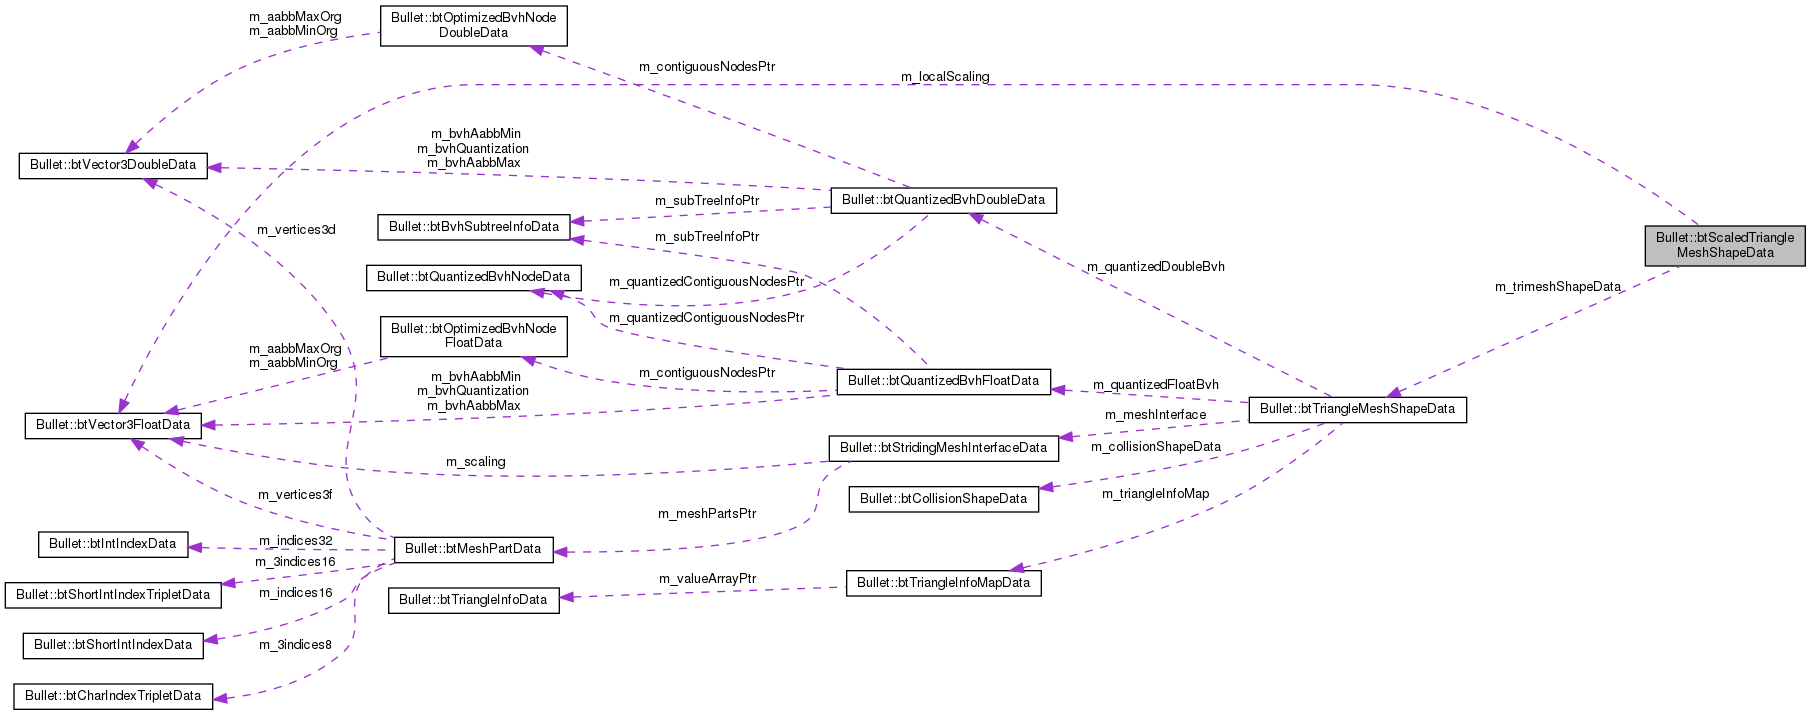 m_aabbMaxOrg
m_aabbMinOrg
Bullet::btOptimizedBvhNode
DoubleData
m_contiguousNodesPtr
m_localScaling
m_bvhAabbMin
m_bvhQuantization
m_bvhAabbMax
Bullet::btVector3DoubleData
Bullet::btQuantizedBvhDoubleData
m_subTreeInfoPtr
Bullet::btBvhSubtreeInfoData
m_vertices3d
m_subTreeInfoPtr
Bullet::btScaledTriangle
MeshShapeData
m_quantizedDoubleBvh
Bullet::btQuantizedBvhNodeData
m_quantizedContiguousNodesPtr
m_trimeshShapeData
m_quantizedContiguousNodesPtr
Bullet::btOptimizedBvhNode
FloatData
m_aabbMaxOrg
m_aabbMinOrg
m_contiguousNodesPtr
m_bvhAabbMin
m_bvhQuantization
m_bvhAabbMax
Bullet::btQuantizedBvhFloatData
m_quantizedFloatBvh
Bullet::btTriangleMeshShapeData
m_meshInterface
Bullet::btVector3FloatData
Bullet::btStridingMeshInterfaceData
m_collisionShapeData
m_scaling
m_vertices3f
Bullet::btCollisionShapeData
m_triangleInfoMap
m_meshPartsPtr
Bullet::btIntIndexData
m_indices32
Bullet::btMeshPartData
m_3indices16
Bullet::btShortIntIndexTripletData
m_indices16
m_valueArrayPtr
Bullet::btTriangleInfoMapData
Bullet::btTriangleInfoData
Bullet::btShortIntIndexData
m_3indices8
Bullet::btCharIndexTripletData